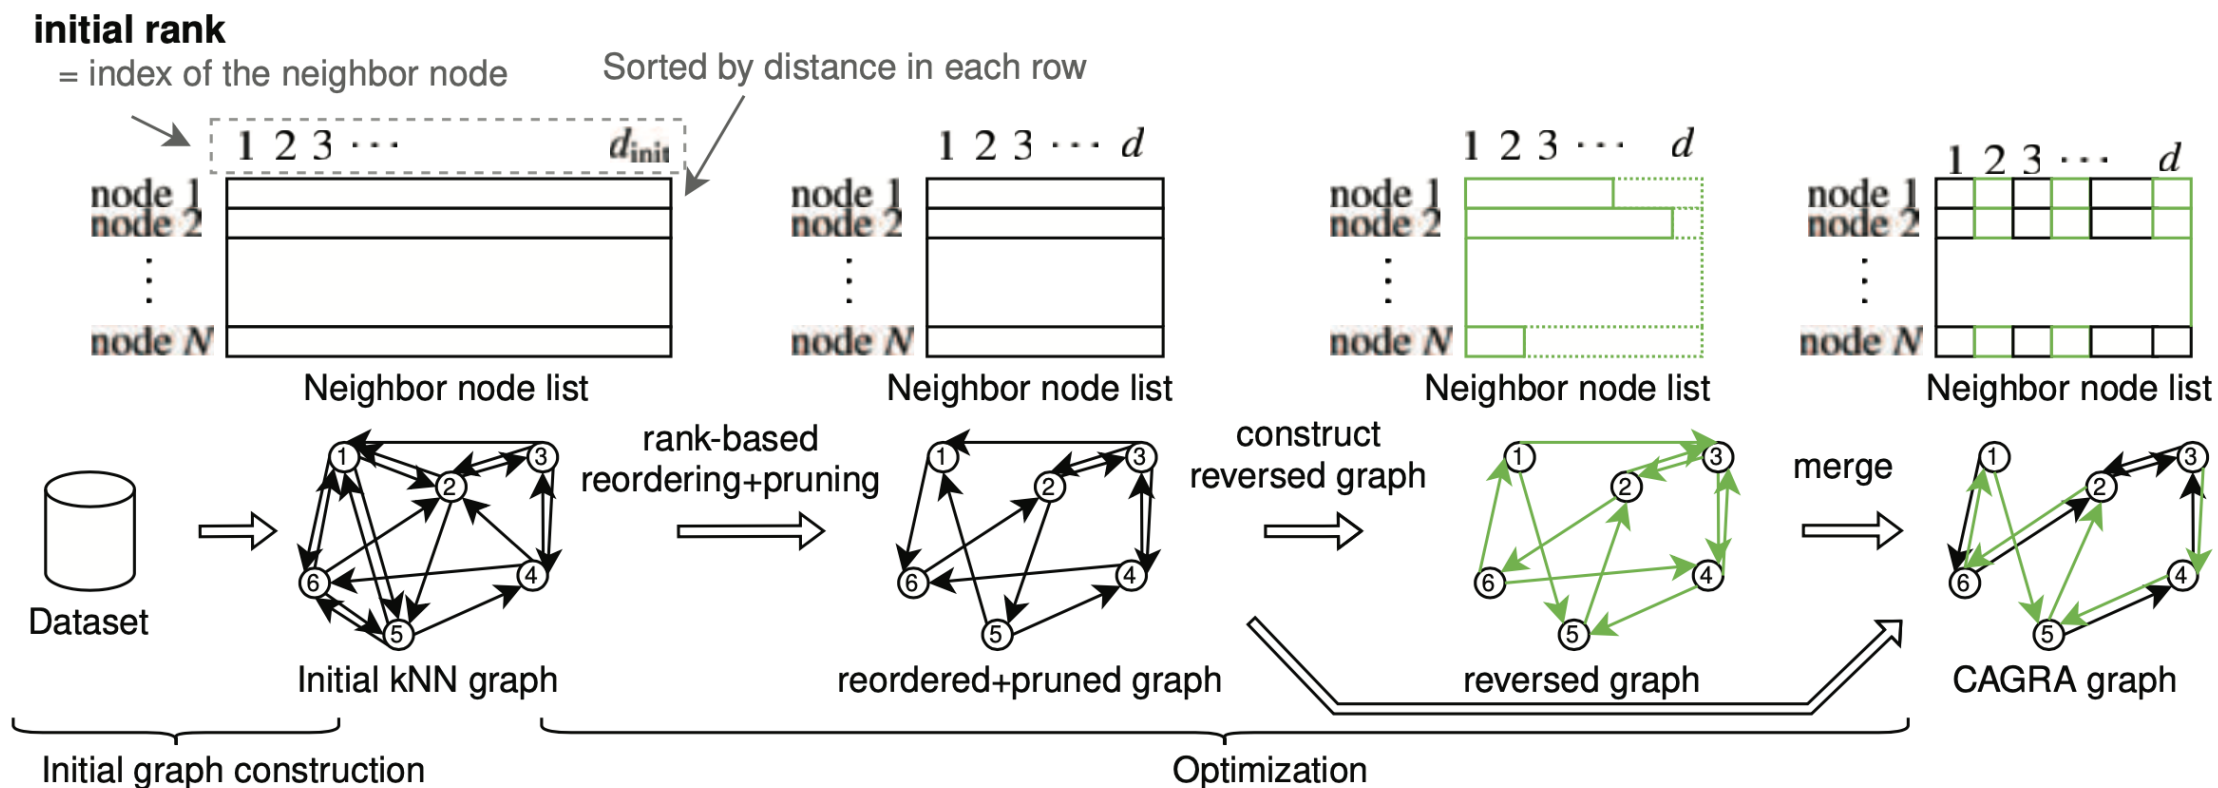 initial rank
= index of the neighbor node
Sorted by distance in each row
1 2 3 ··· d_init
node 1
node 2
⋮
node N
Neighbor node list
1 2 3 ··· d
node 1
node 2
⋮
node N
Neighbor node list
1 2 3 ··· d
node 1
node 2
⋮
node N
Neighbor node list
1 2 3 ··· d
node 1
node 2
⋮
node N
Neighbor node list
Dataset
1
2
3
4
5
6
Initial kNN graph
rank-based
reordering+pruning
1
2
3
4
5
6
reordered+pruned graph
construct
reversed graph
1
2
3
4
5
6
reversed graph
merge
1
2
3
4
5
6
CAGRA graph
Initial graph construction
Optimization